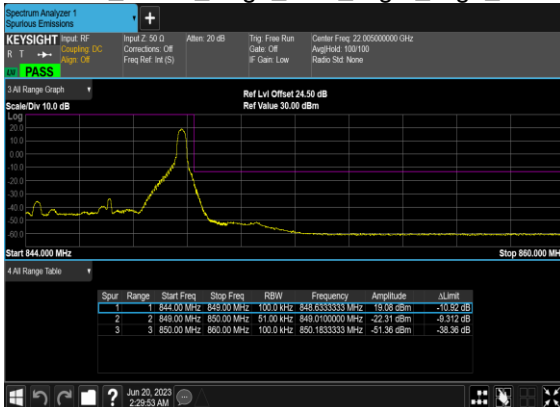 Spectrum Analyzer 1
Spurious Emissions
+
KEYSIGHT Input: RF Input Z: 50 Ω Atten: 20 dB Trig: Free Run Center Freq: 22.005000000 GHz
R T Coupling: DC Corrections: Off Gate: Off Avg|Hold: 100/100
Align: Off Freq Ref: Int (S) IF Gain: Low Radio Std: None
PASS
3 All Range Graph
Ref Lvl Offset 24.50 dB
Scale/Div 10.0 dB Ref Value 30.00 dBm
Log
20.0
10.0
0.00
-10.0
-20.0
-30.0
-40.0
-50.0
-60.0
Start 844.000 MHz Stop 860.000 MH
4 All Range Table
Spur Range Start Freq Stop Freq RBW Frequency Amplitude ΔLimit
1 1 844.00 MHz 849.00 MHz 100.0 kHz 848.6333333 MHz 19.08 dBm -10.92 dB
2 2 849.00 MHz 850.00 MHz 51.00 kHz 849.0100000 MHz -22.31 dBm -9.312 dB
3 3 850.00 MHz 860.00 MHz 100.0 kHz 850.1833333 MHz -51.36 dBm -38.36 dB
? Jun 20, 2023
2:29:53 AM